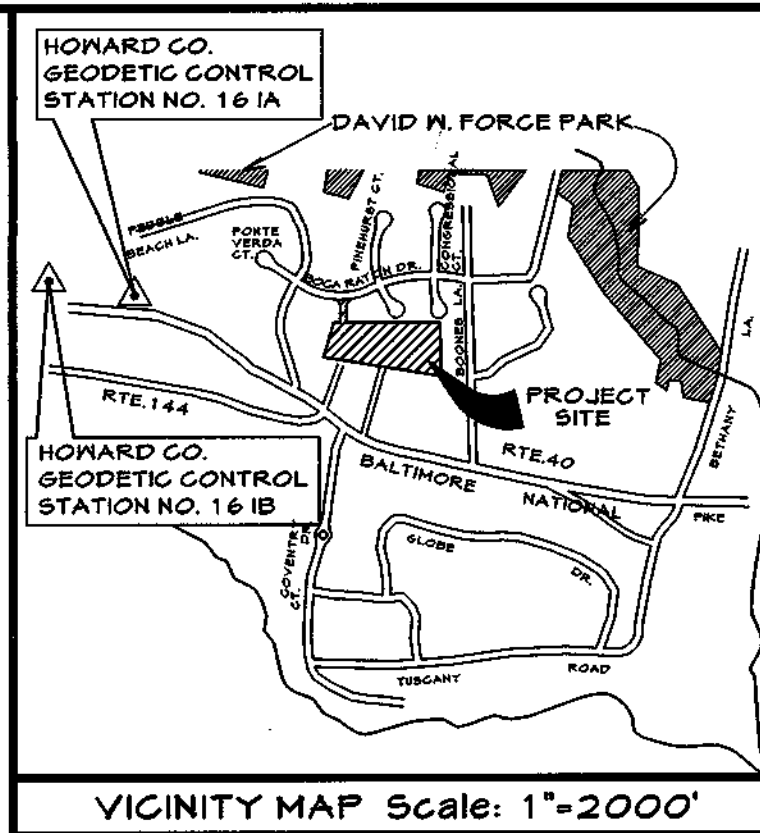 HOWARD CO.
GEODETIC CONTROL
STATION NO. 16 IA
DAVID W. FORCE PARK
PEBBLE
BEACH LA.
PONTE
VERDA
CT.
PINEHURST CT.
CONGRESSIONAL
CT.
BOCA RATON DR.
BOONES LA.
PROJECT
SITE
RTE.144
RTE.40
HOWARD CO.
GEODETIC CONTROL
STATION NO. 16 IB
BALTIMORE
NATIONAL
PIKE
BETHANY
LA.
COVENTRY
CT.
DR.
GLOBE
DR.
TUSCANY
ROAD
VICINITY MAP Scale: 1"=2000'